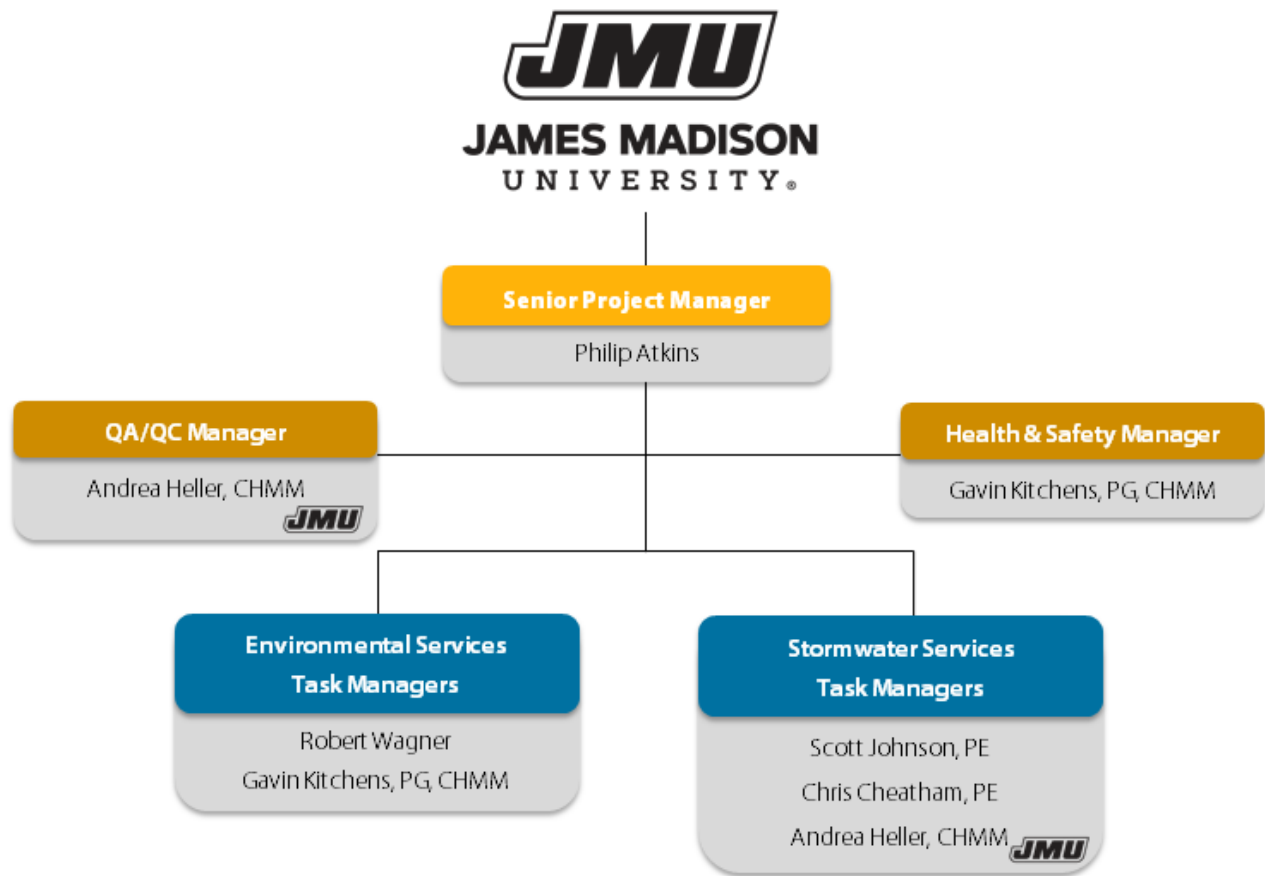 JMU
JAMES MADISON
UNIVERSITY®
Senior Project Manager
Philip Atkins
QA/QC Manager
Andrea Heller, CHMM
JMU
Health & Safety Manager
Gavin Kitchens, PG, CHMM
Environmental Services
Task Managers
Robert Wagner
Gavin Kitchens, PG, CHMM
Stormwater Services
Task Managers
Scott Johnson, PE
Chris Cheatham, PE
Andrea Heller, CHMM
JMU